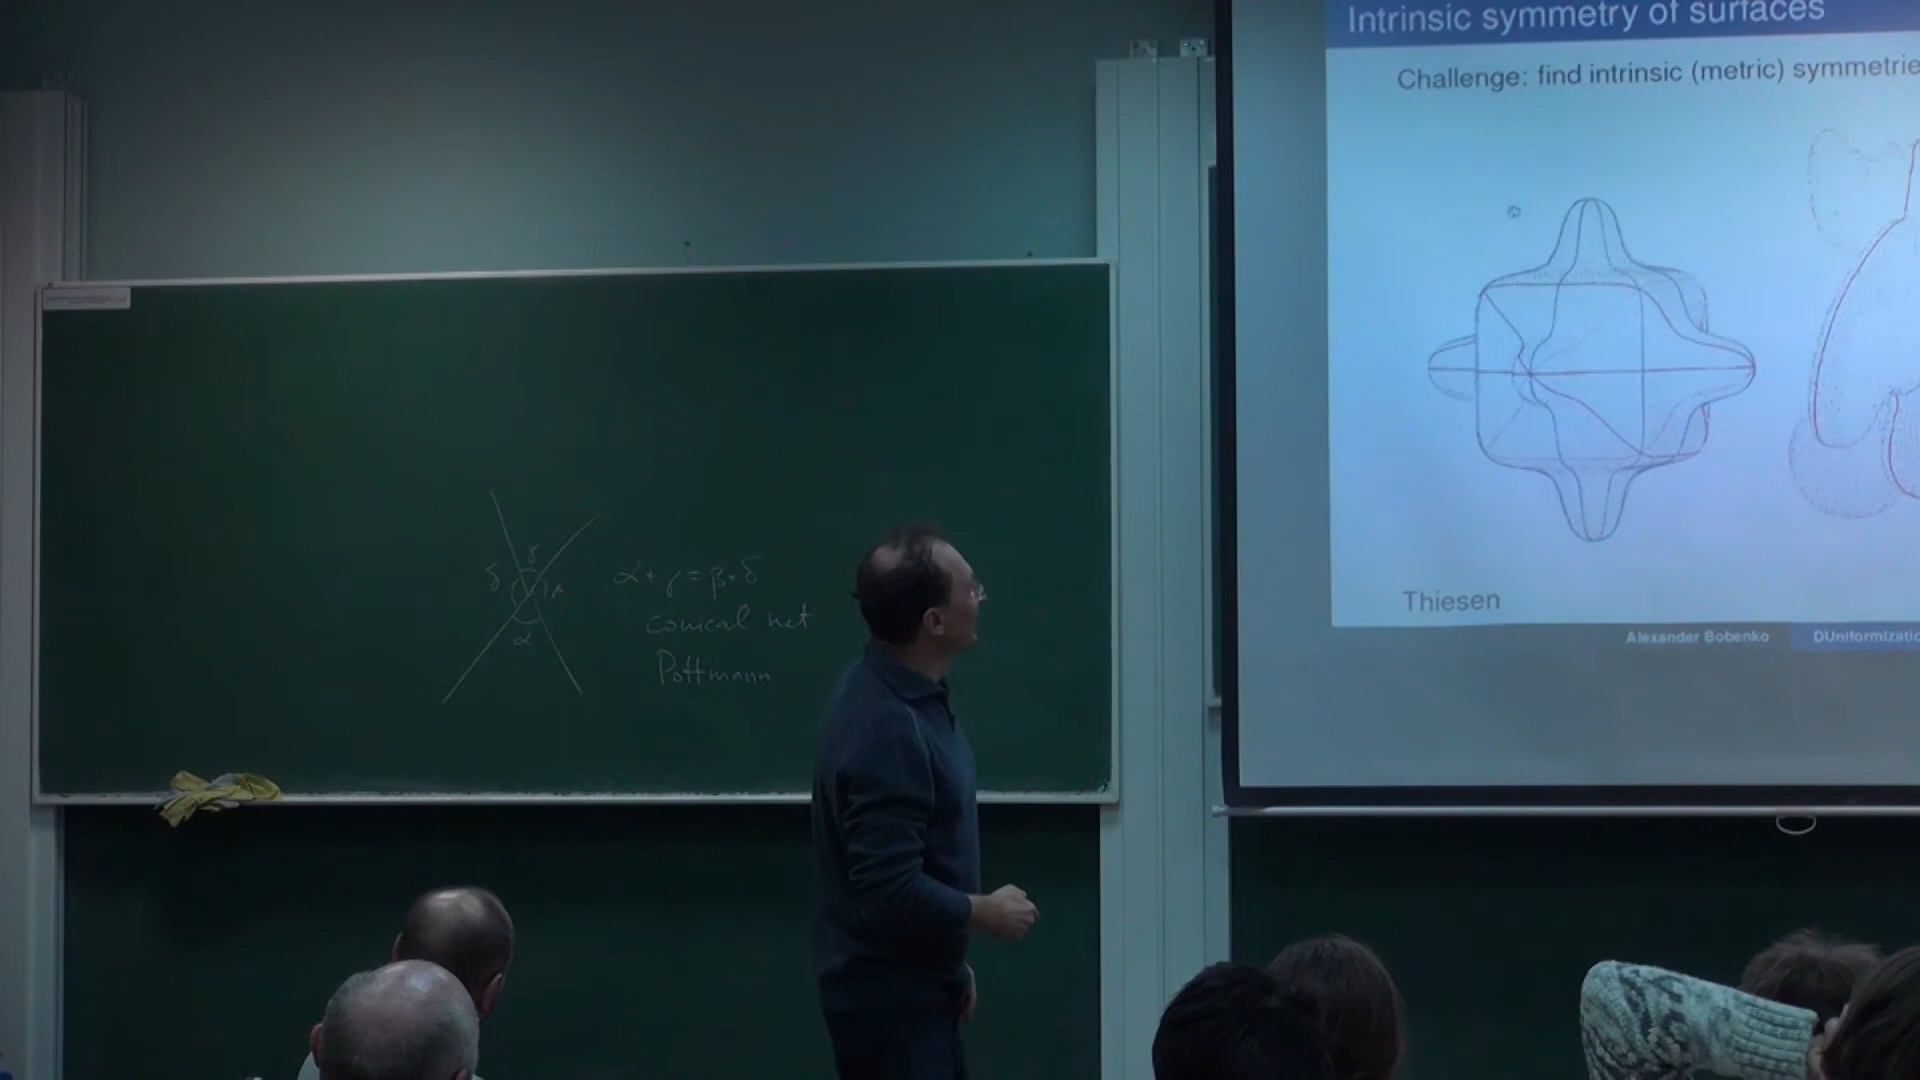 γ
δ
β
α
α+γ=β+δ
conical net
Pottmann
Intrinsic symmetry of surfaces
Challenge: find intrinsic (metric) symmetrie
Thiesen
Alexander Bobenko
DUniformizatio